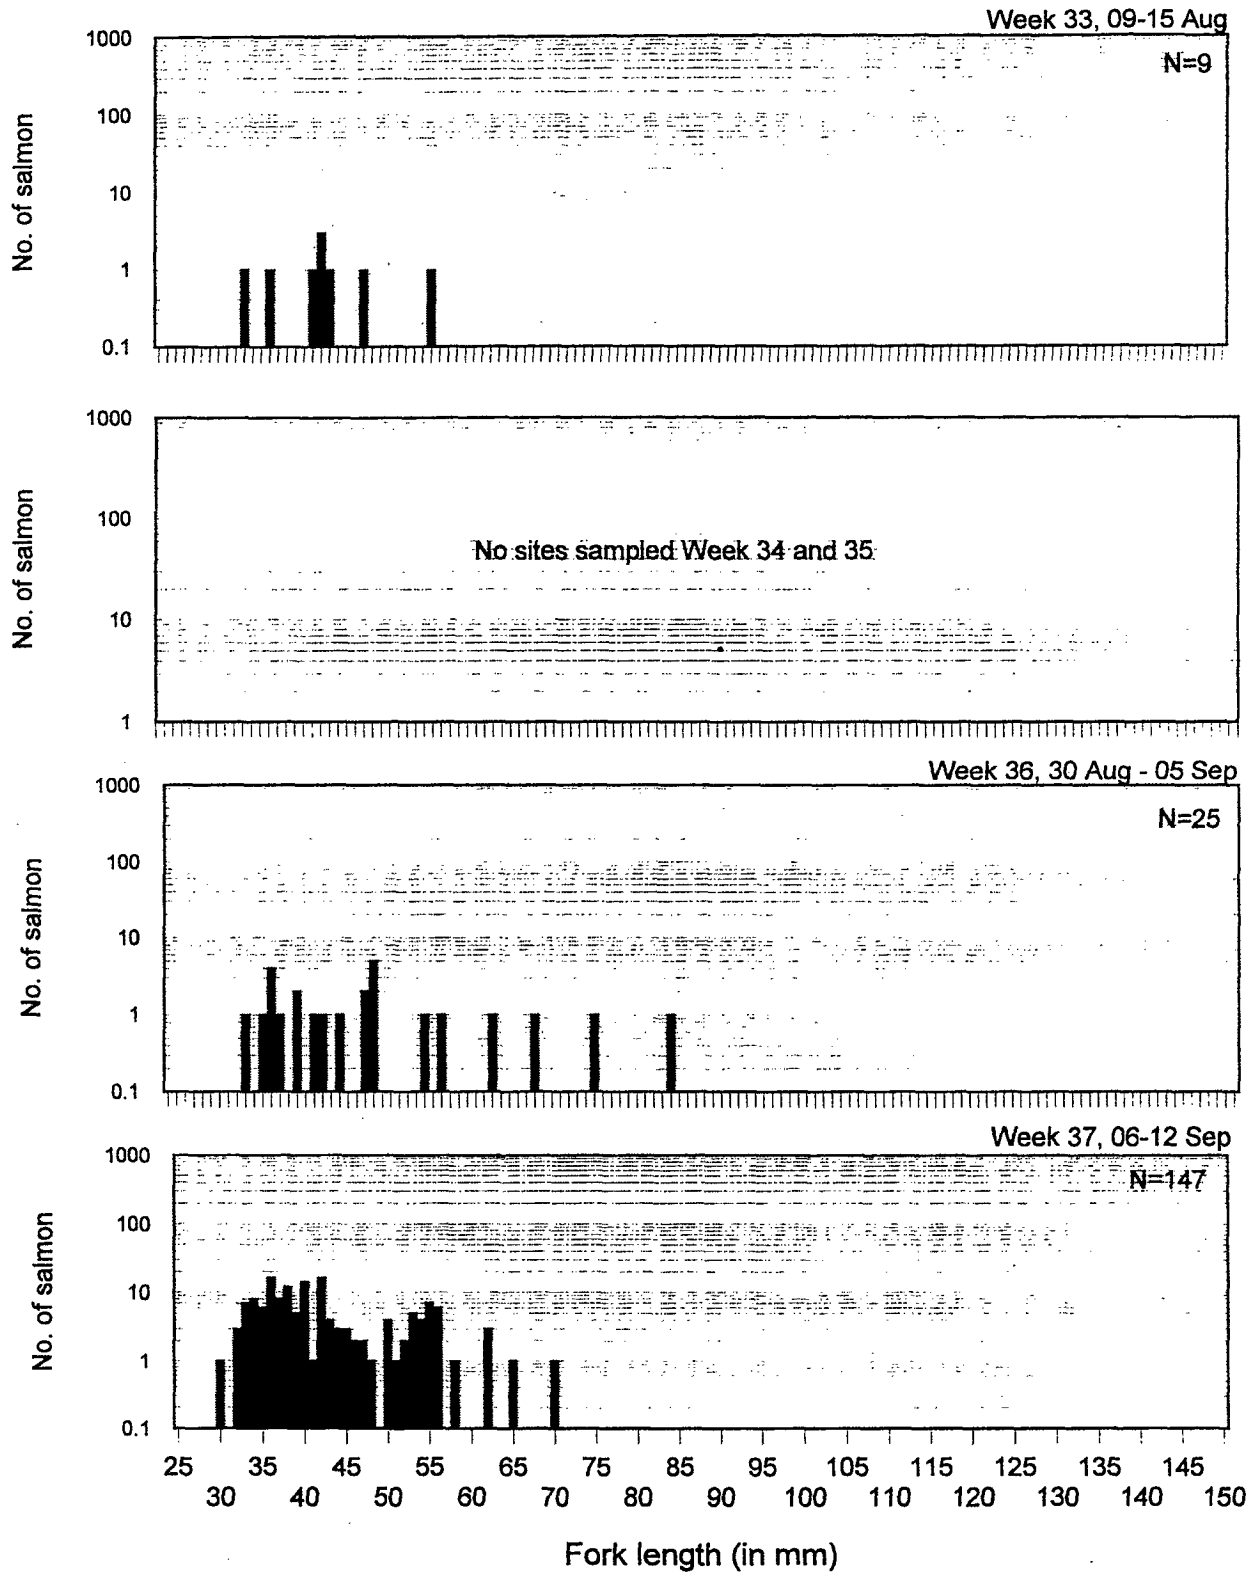 Week 33, 09-15 Aug
N=9
No. of salmon
1000
100
10
1
0.1
No. of salmon
1000
100
10
1
No sites sampled Week 34 and 35
Week 36, 30 Aug - 05 Sep
N=25
No. of salmon
1000
100
10
1
0.1
Week 37, 06-12 Sep
N=147
No. of salmon
1000
100
10
1
0.1
25 35 45 55 65 75 85 95 105 115 125 135 145
30 40 50 60 70 80 90 100 110 120 130 140 150
Fork length (in mm)